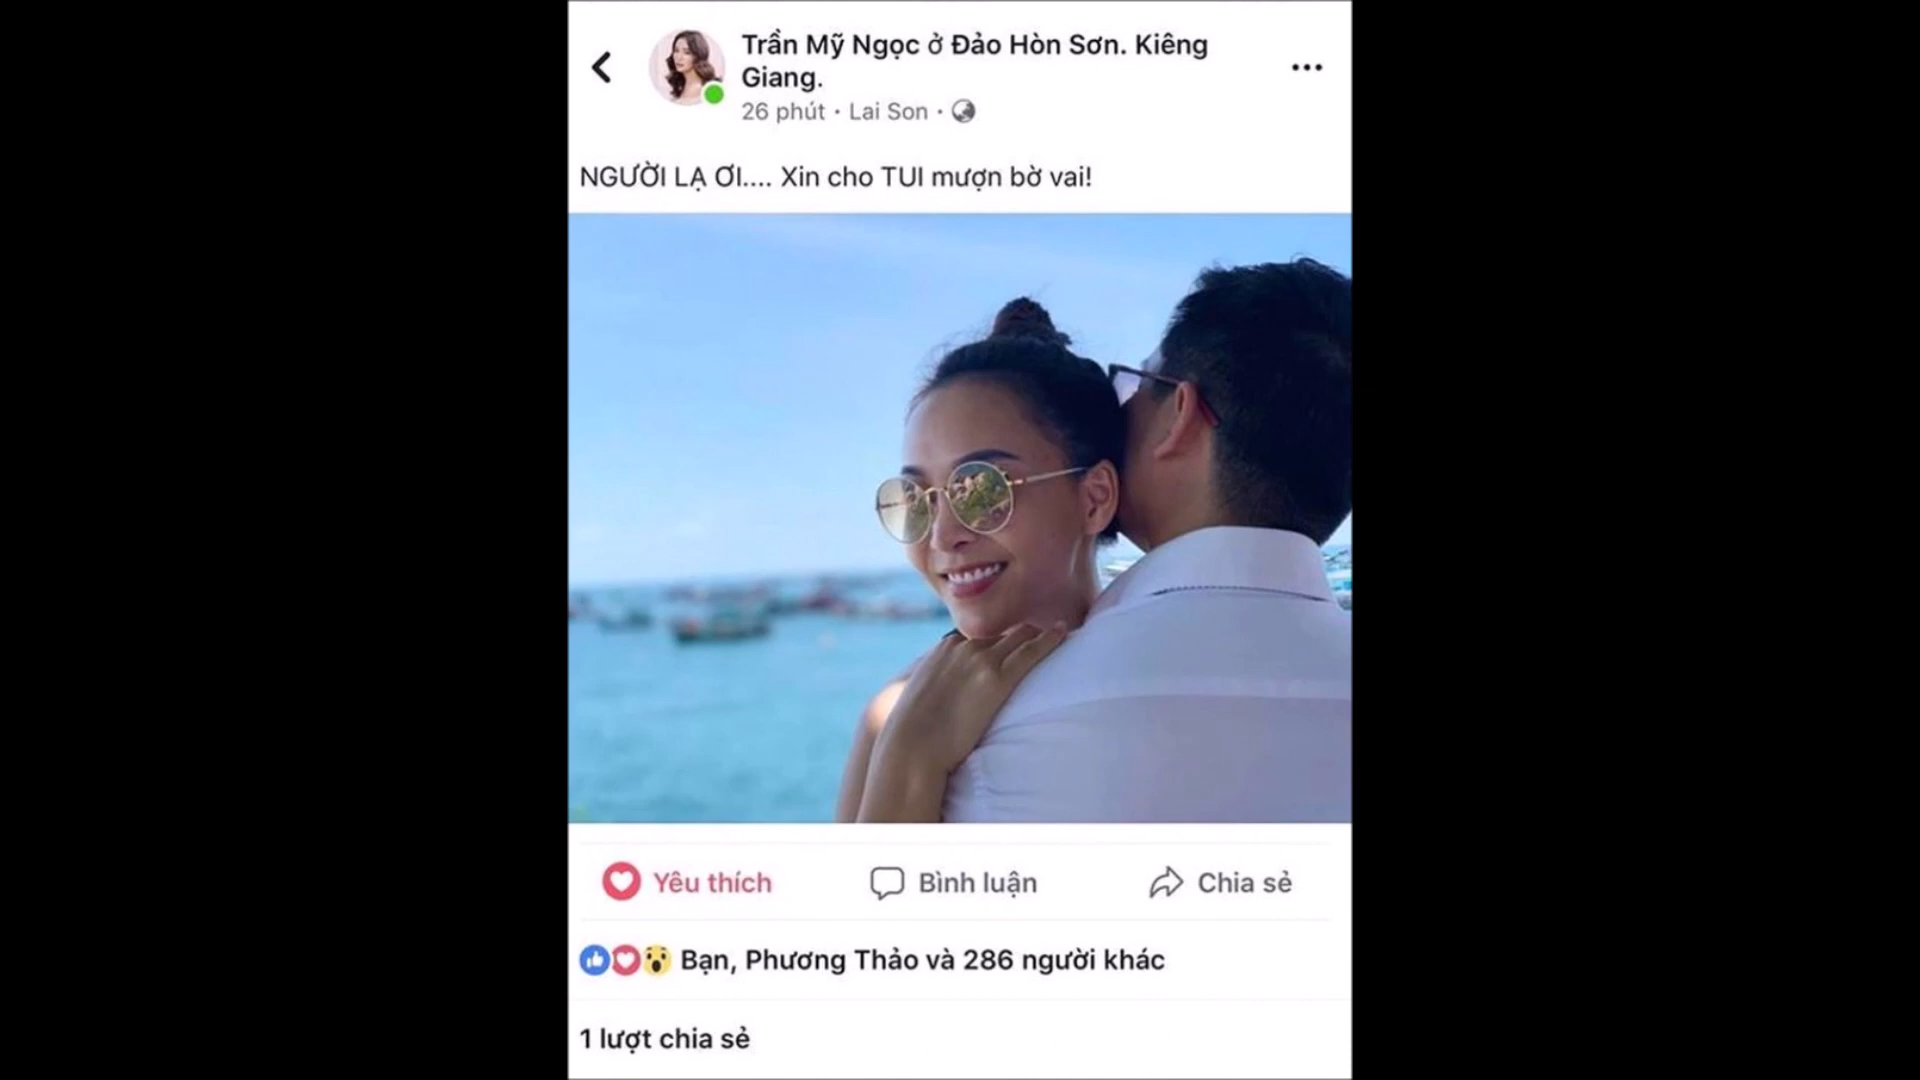 Trần Mỹ Ngọc ở Đảo Hòn Sơn. Kiêng
Giang.
26 phút · Lai Son ·
NGƯỜI LẠ ƠI.... Xin cho TUI mượn bờ vai!
Yêu thích
Bình luận
Chia sẻ
Bạn, Phương Thảo và 286 người khác
1 lượt chia sẻ